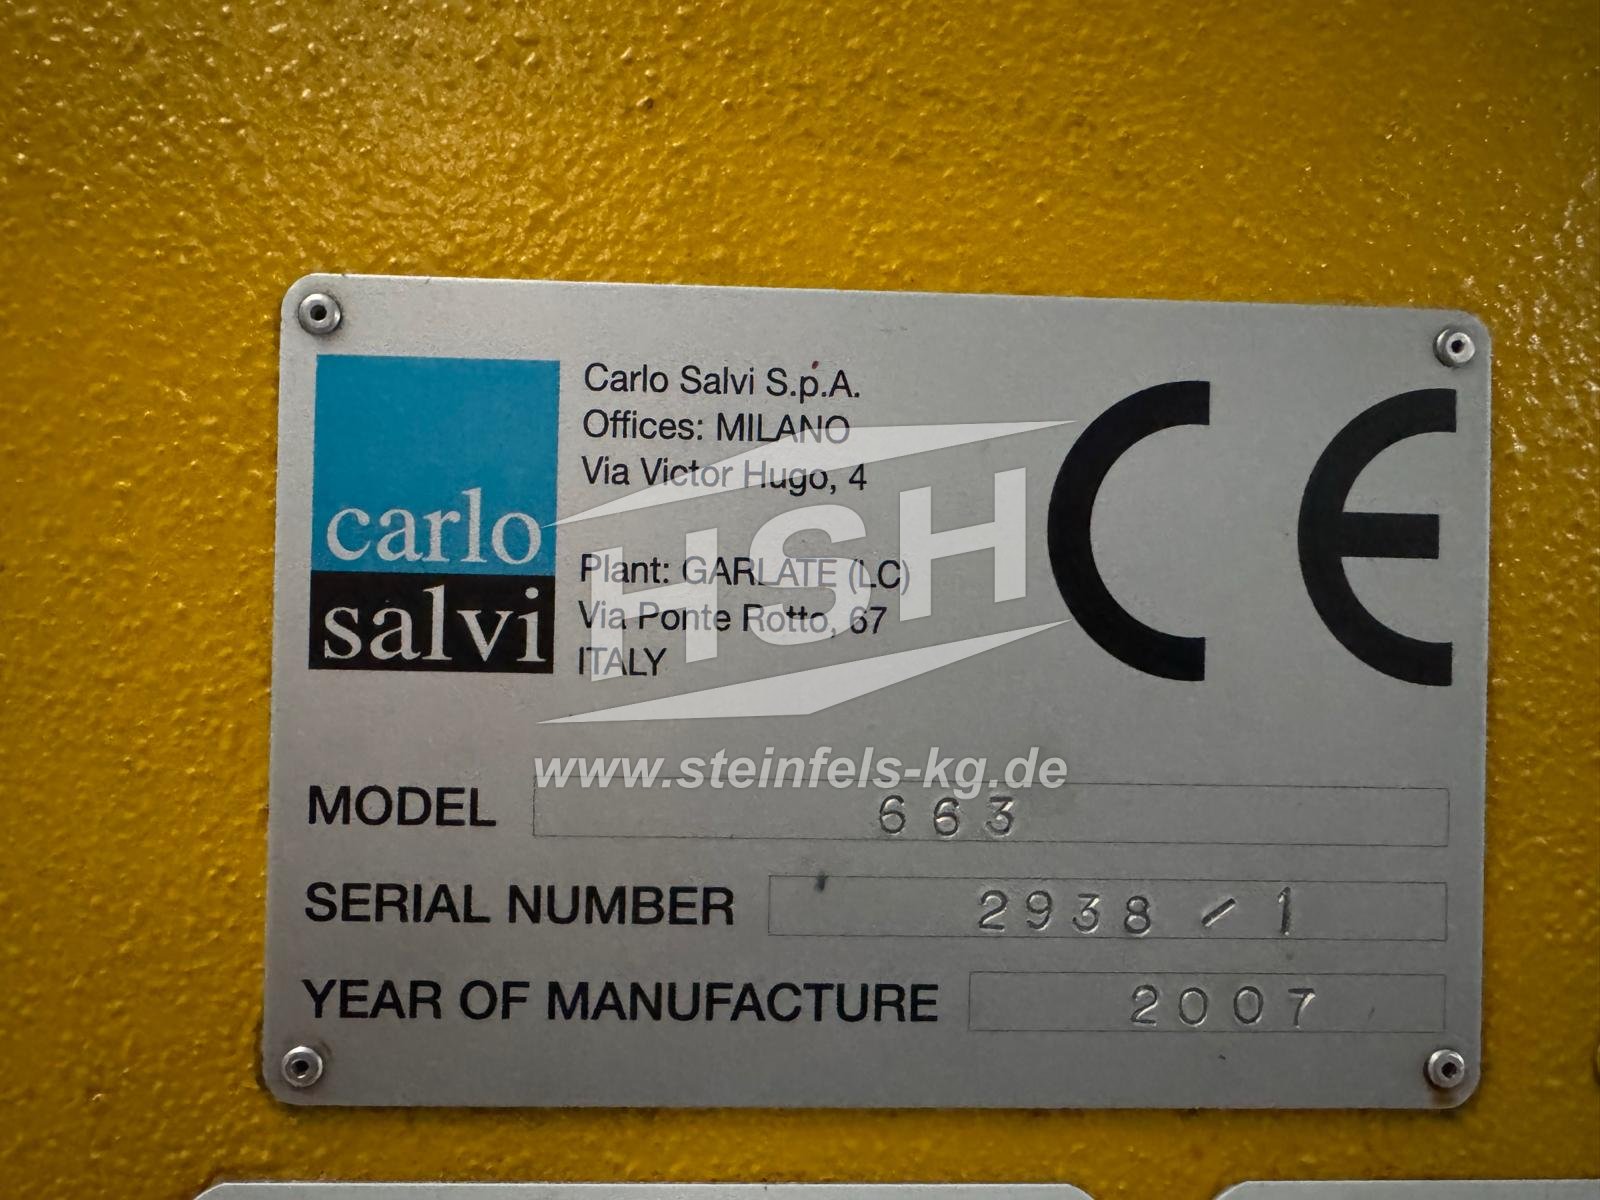 carlo
salvi
Carlo Salvi S.p.A.
Offices: MILANO
Via Victor Hugo, 4
Plant: GARLATE (LC)
Via Ponte Rotto, 67
ITALY
CE
HSH
www.steinfels-kg.de
MODEL 663
SERIAL NUMBER 2938 / 1
YEAR OF MANUFACTURE 2007